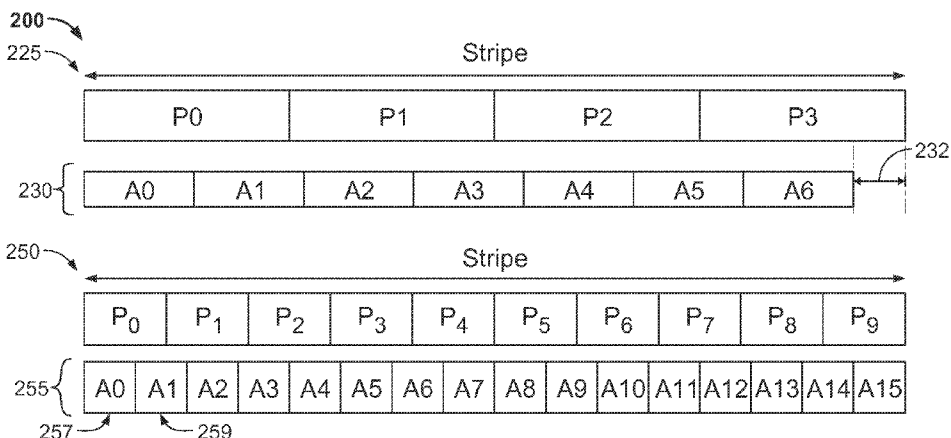 200
225
Stripe
P0 P1 P2 P3
232
230 A0 A1 A2 A3 A4 A5 A6
250
Stripe
P0 P1 P2 P3 P4 P5 P6 P7 P8 P9
255 A0 A1 A2 A3 A4 A5 A6 A7 A8 A9 A10 A11 A12 A13 A14 A15
257 259